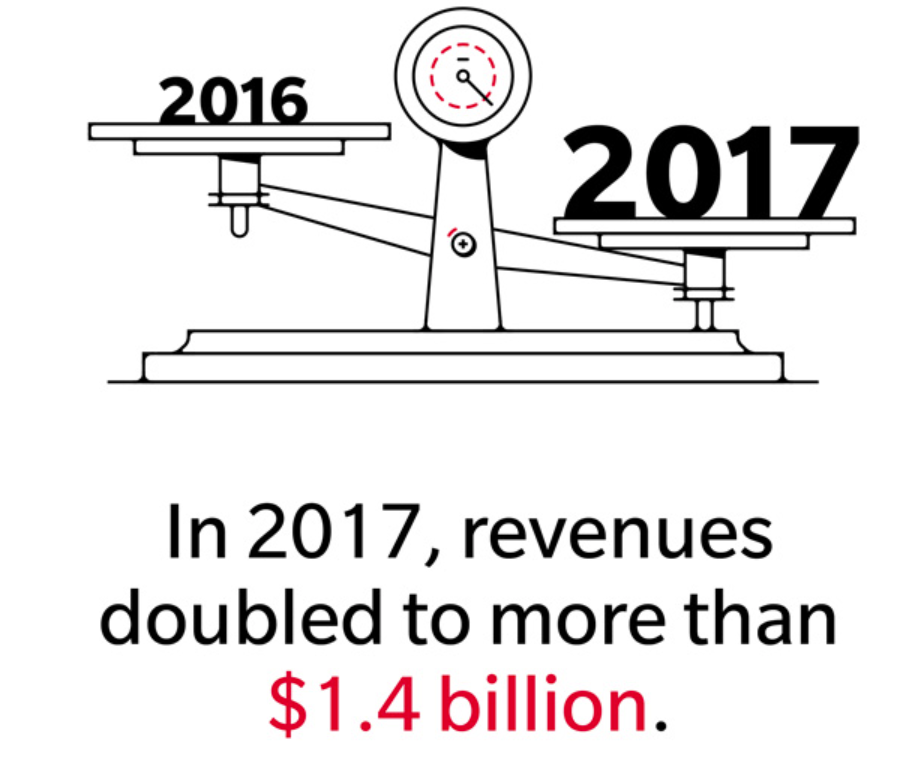 2016
2017
In 2017, revenues
doubled to more than
$1.4 billion.